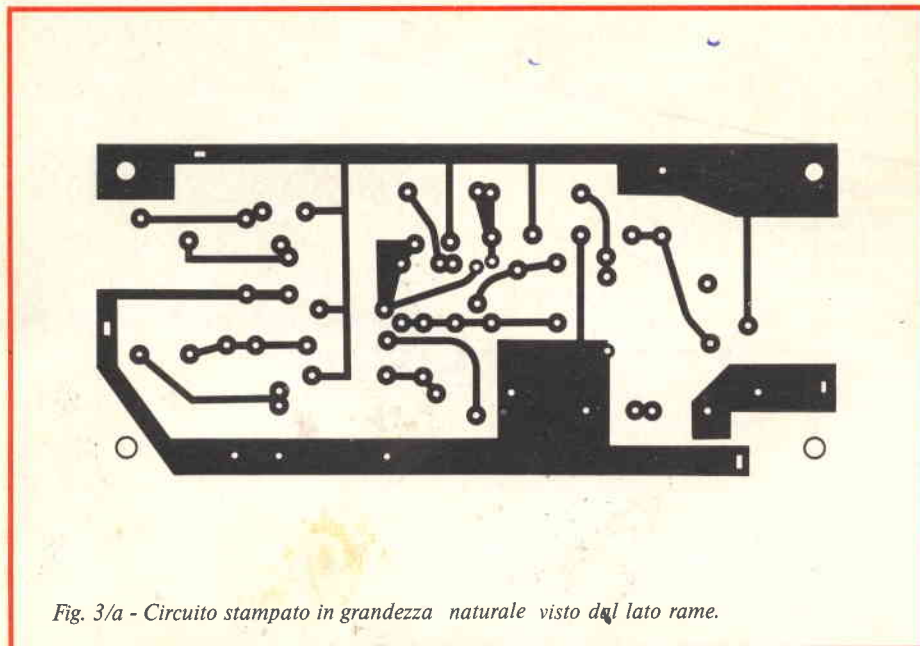 Fig. 3/a - Circuito stampato in grandezza naturale visto dal lato rame.